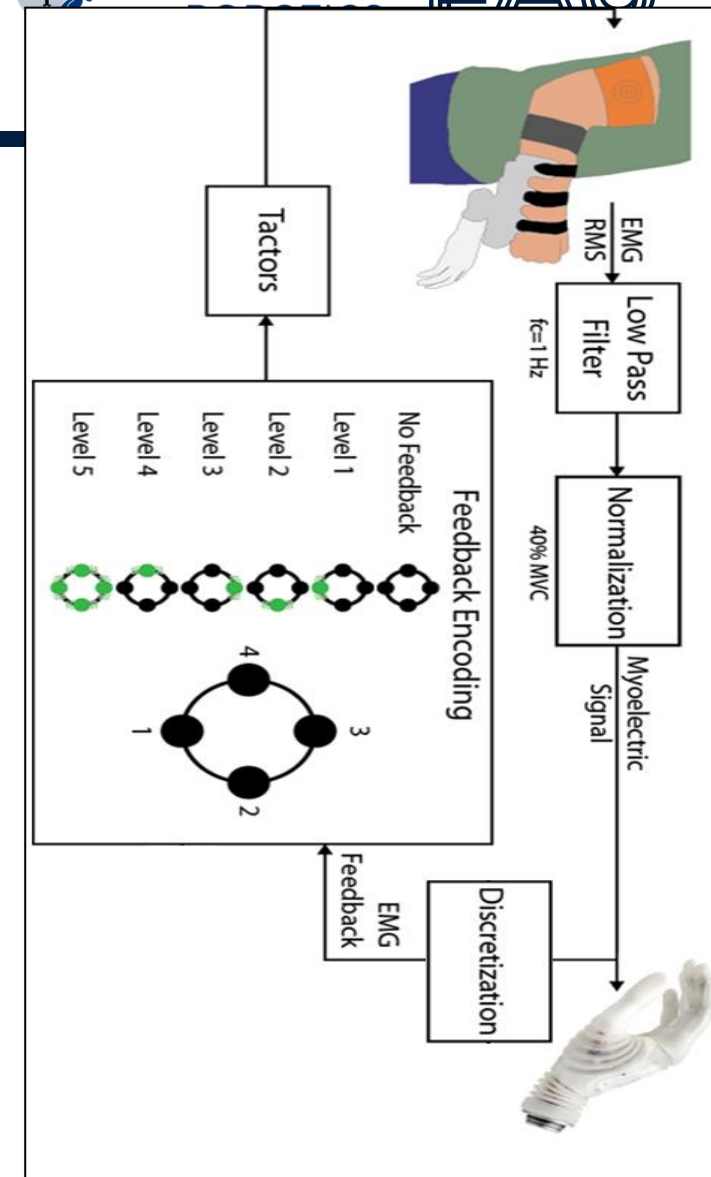 ROBOTICS
EMG
RMS
Low Pass
Filter
fc=1 Hz
Normalization
40% MVC
Myoelectric
Signal
Discretization
EMG
Feedback
Feedback Encoding
No Feedback
Level 1
Level 2
Level 3
Level 4
Level 5
3
4
2
1
Tactors